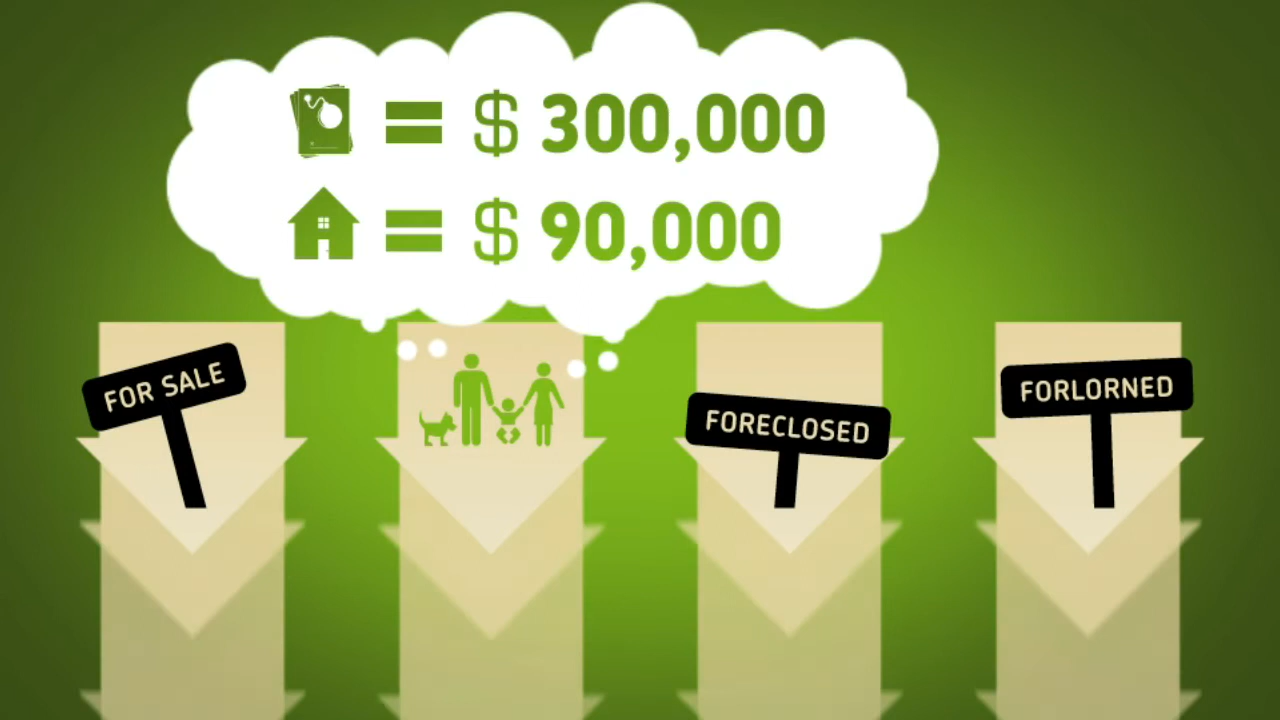 = $ 300,000
= $ 90,000
FOR SALE
FORECLOSED
FORLORNED